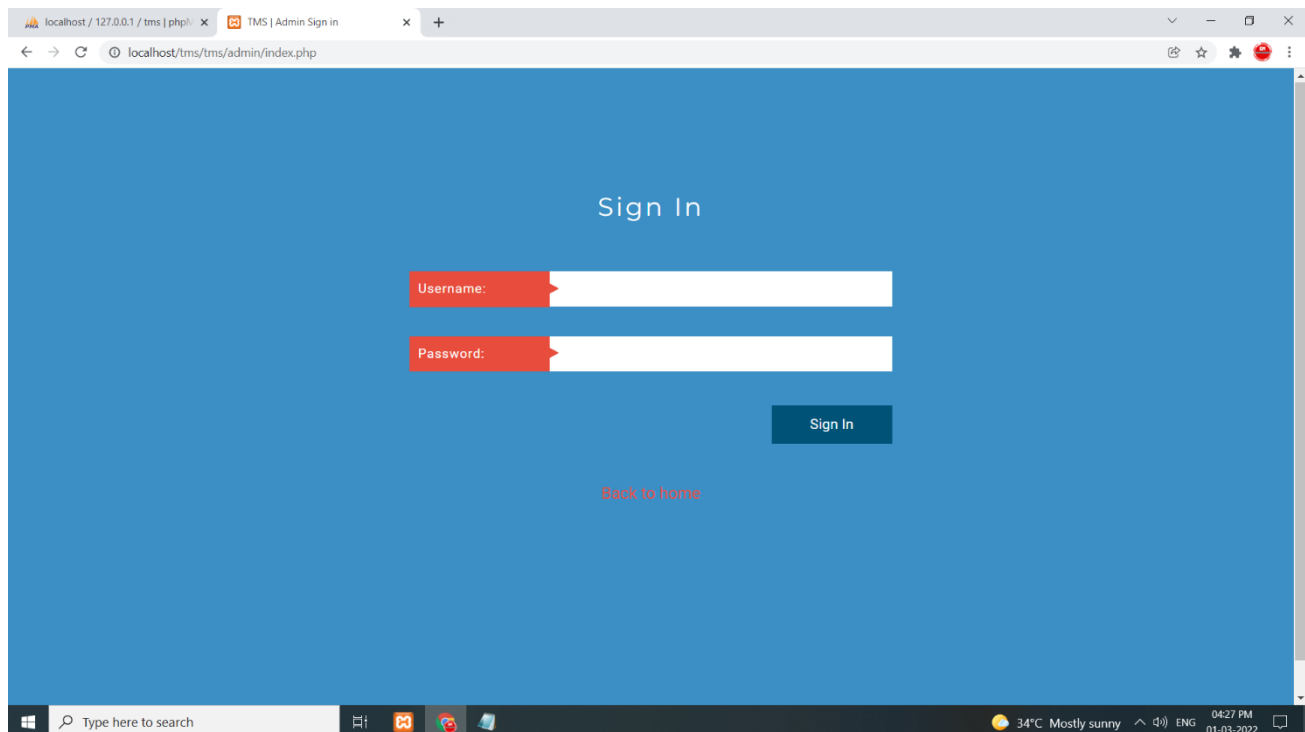 localhost / 127.0.0.1 / tms | php
TMS | Admin Sign in
localhost/tms/tms/admin/index.php
Sign In
Username:
Password:
Sign In
Back to home
Type here to search
34°C Mostly sunny
ENG
04:27 PM
01-03-2022